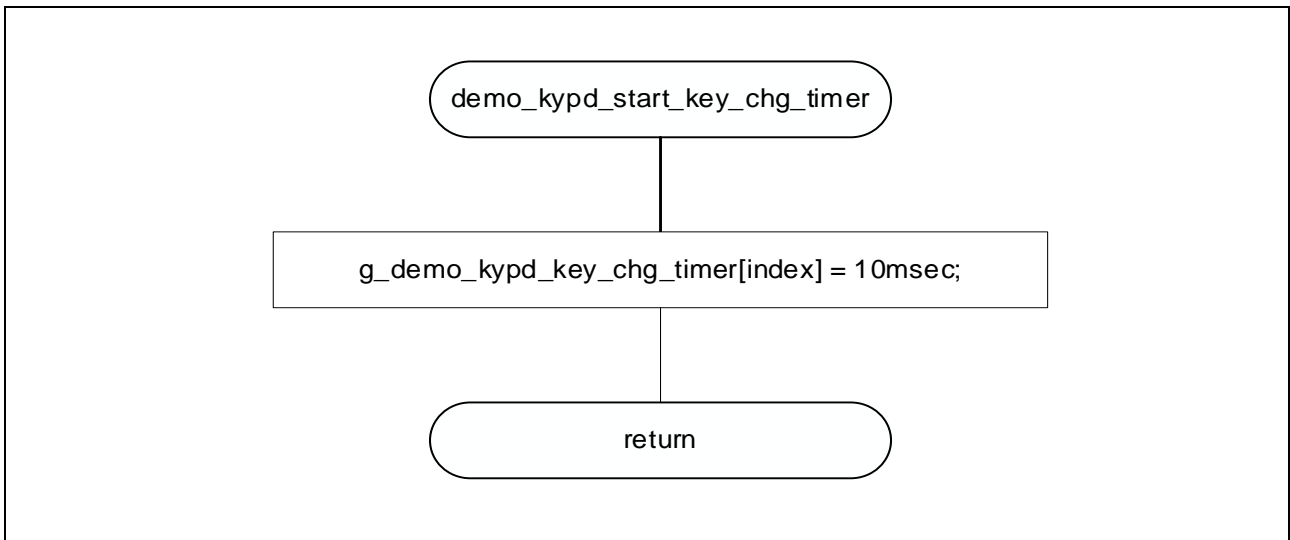 demo_kypd_start_key_chg_timer
g_demo_kypd_key_chg_timer[index] = 10msec;
return